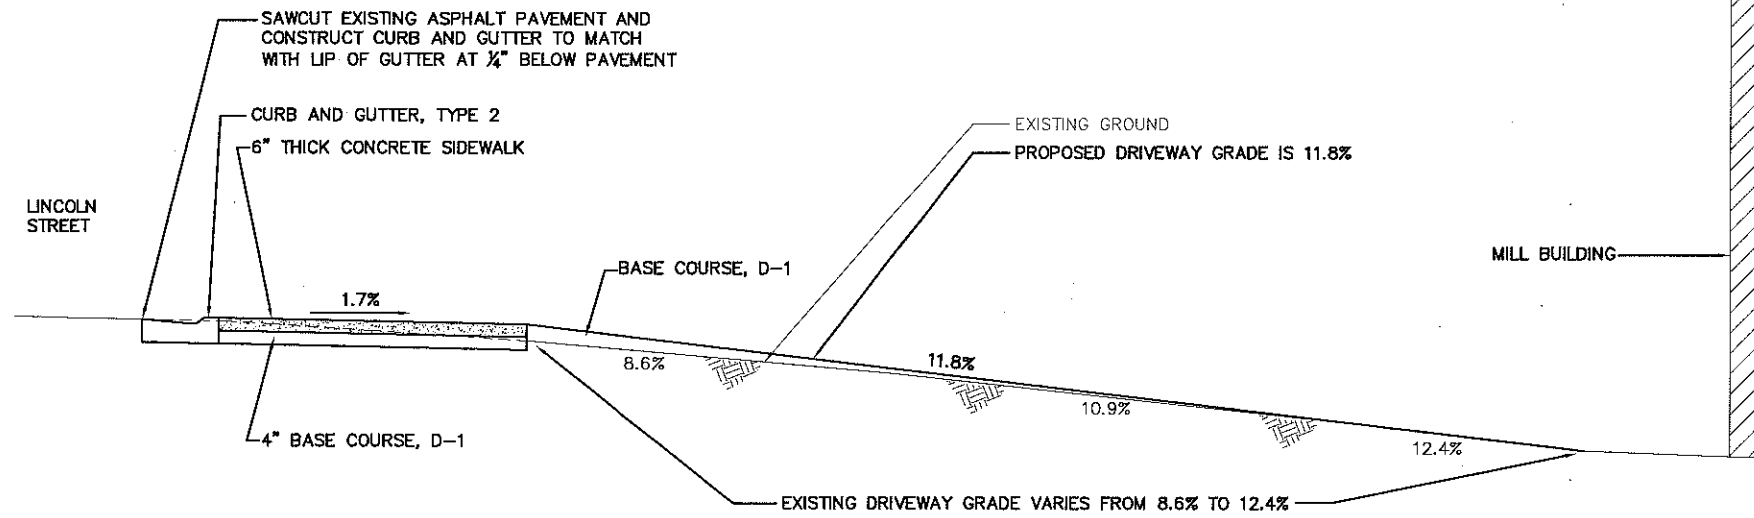 SAWCUT EXISTING ASPHALT PAVEMENT AND
CONSTRUCT CURB AND GUTTER TO MATCH
WITH LIP OF GUTTER AT ¼" BELOW PAVEMENT
CURB AND GUTTER, TYPE 2
6" THICK CONCRETE SIDEWALK
EXISTING GROUND
PROPOSED DRIVEWAY GRADE IS 11.8%
LINCOLN
STREET
MILL BUILDING
BASE COURSE, D-1
1.7%
8.6%
11.8%
10.9%
12.4%
4" BASE COURSE, D-1
EXISTING DRIVEWAY GRADE VARIES FROM 8.6% TO 12.4%